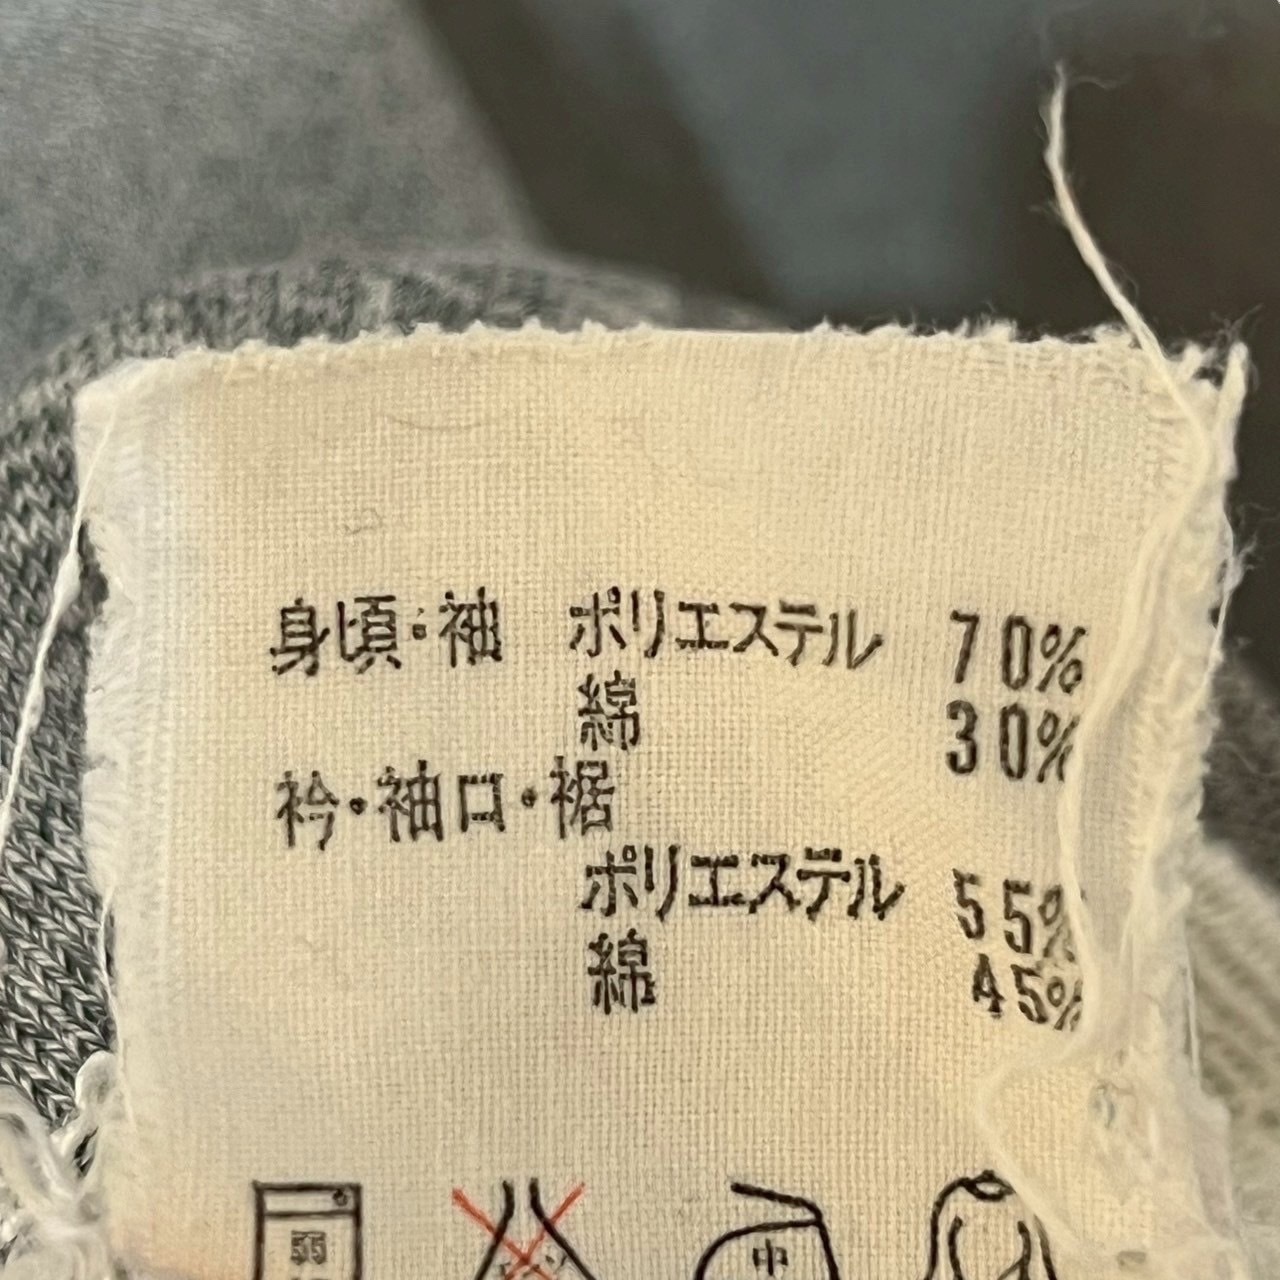 身頃・袖 ポリエステル 70%
綿 30%
衿・袖口・裾
ポリエステル 55%
綿 45%
中